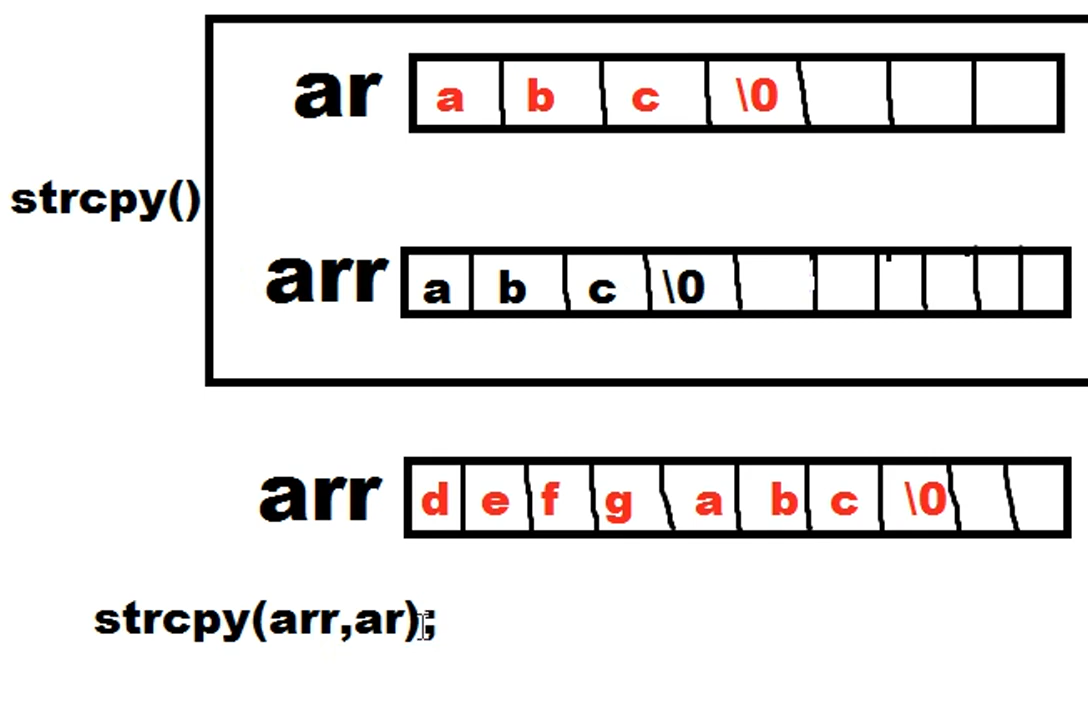 ar a b c \0
strcpy()
arr a b c \0
arr d e f g a b c \0
strcpy(arr,ar);